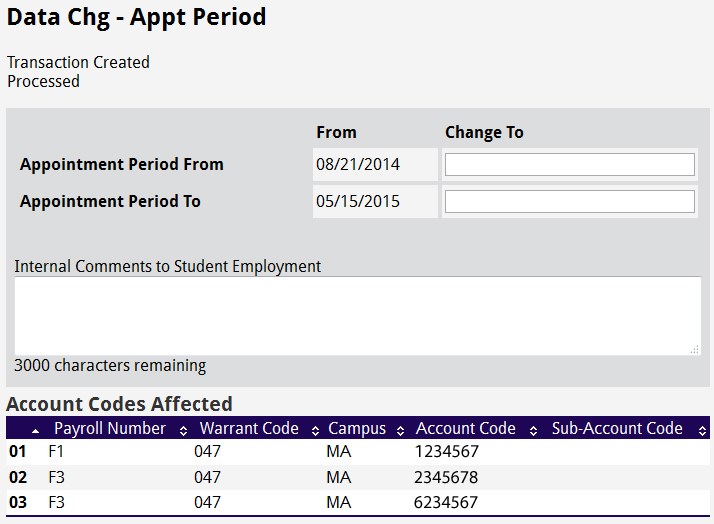 Data Chg - Appt Period
Transaction Created
Processed
From Change To
Appointment Period From 08/21/2014
Appointment Period To 05/15/2015
Internal Comments to Student Employment
3000 characters remaining
Account Codes Affected
Payroll Number Warrant Code Campus Account Code Sub-Account Code
01 F1 047 MA 1234567
02 F3 047 MA 2345678
03 F3 047 MA 6234567